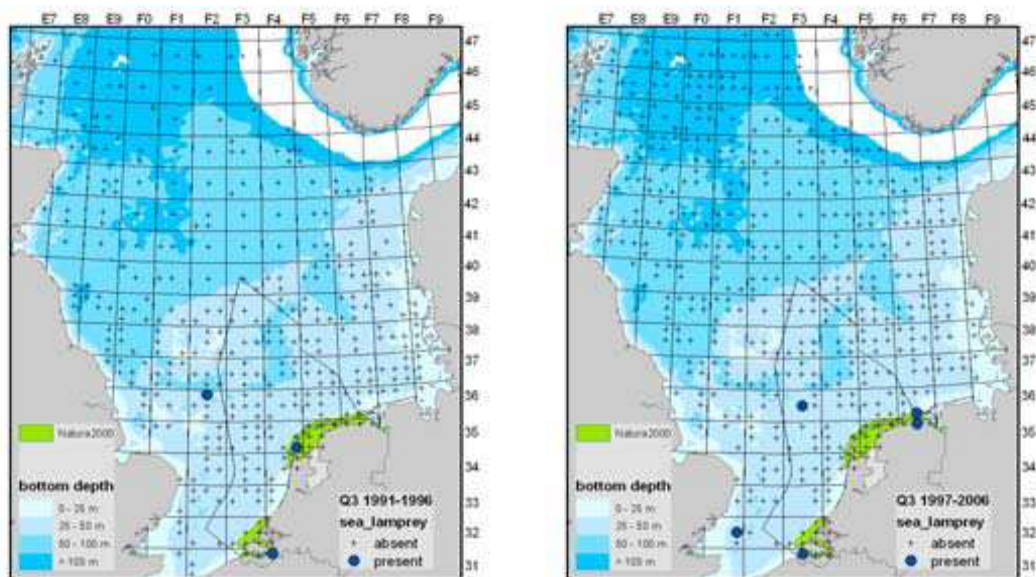 E7 E8 E9 F0 F1 F2 F3 F4 F5 F6 F7 F8 F9
47
46
45
44
43
42
41
40
39
38
37
36
35
34
33
32
31
Natura2000
bottom depth
0 - 25 m
25 - 50 m
50 - 100 m
> 100 m
Q3 1991-1996
sea_lamprey
absent
present
E7 E8 E9 F0 F1 F2 F3 F4 F5 F6 F7 F8 F9
47
46
45
44
43
42
41
40
39
38
37
36
35
34
33
32
31
Natura2000
bottom depth
0 - 25 m
25 - 50 m
50 - 100 m
> 100 m
Q3 1997-2006
sea_lamprey
absent
present